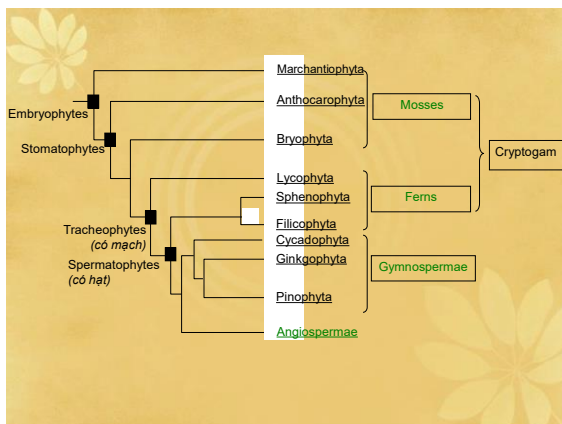 Marchantiophyta
Anthocarophyta
Mosses
Embryophytes
Bryophyta
Stomatophytes
Cryptogam
Lycophyta
Sphenophyta
Ferns
Filicophyta
Tracheophytes
(có mạch)
Cycadophyta
Spermatophytes
(có hạt)
Ginkgophyta
Gymnospermae
Pinophyta
Angiospermae